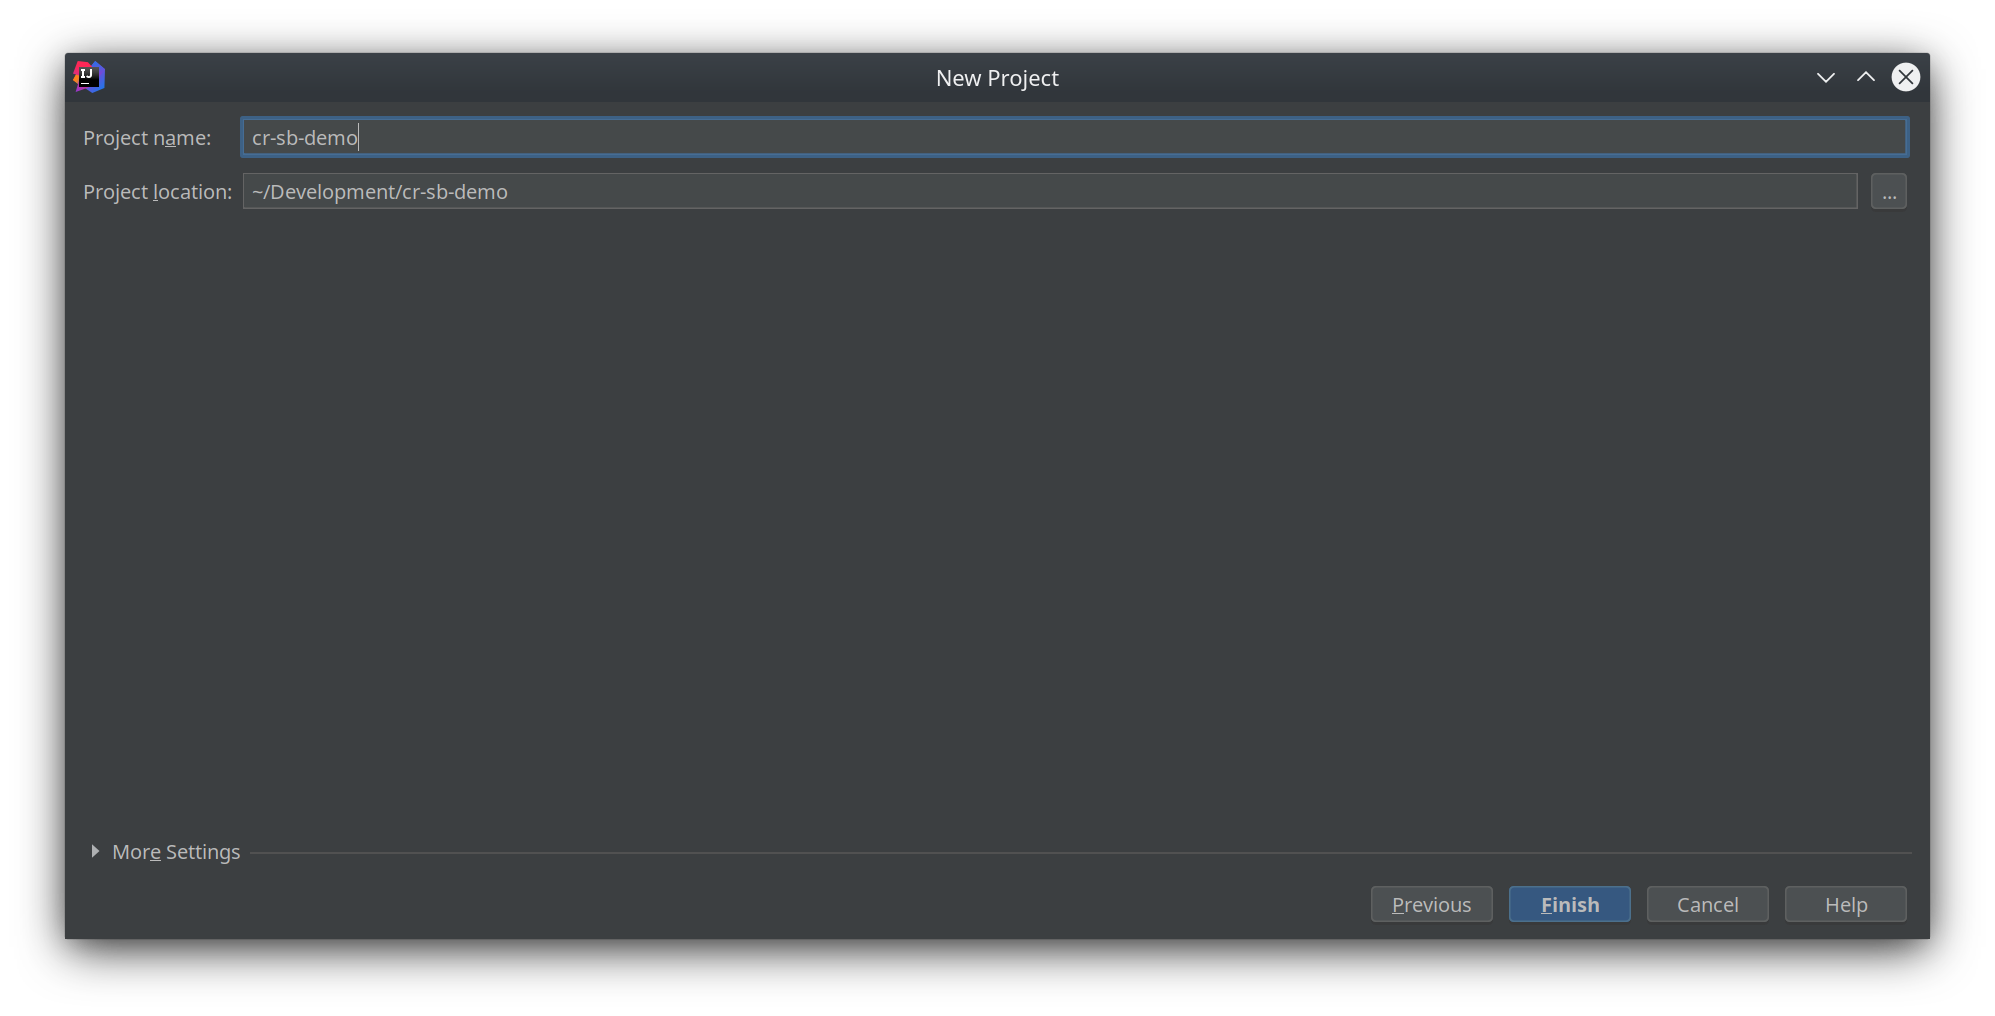 IJ
New Project
Project name: cr-sb-demo
Project location: ~/Development/cr-sb-demo ...
More Settings
Previous Finish Cancel Help